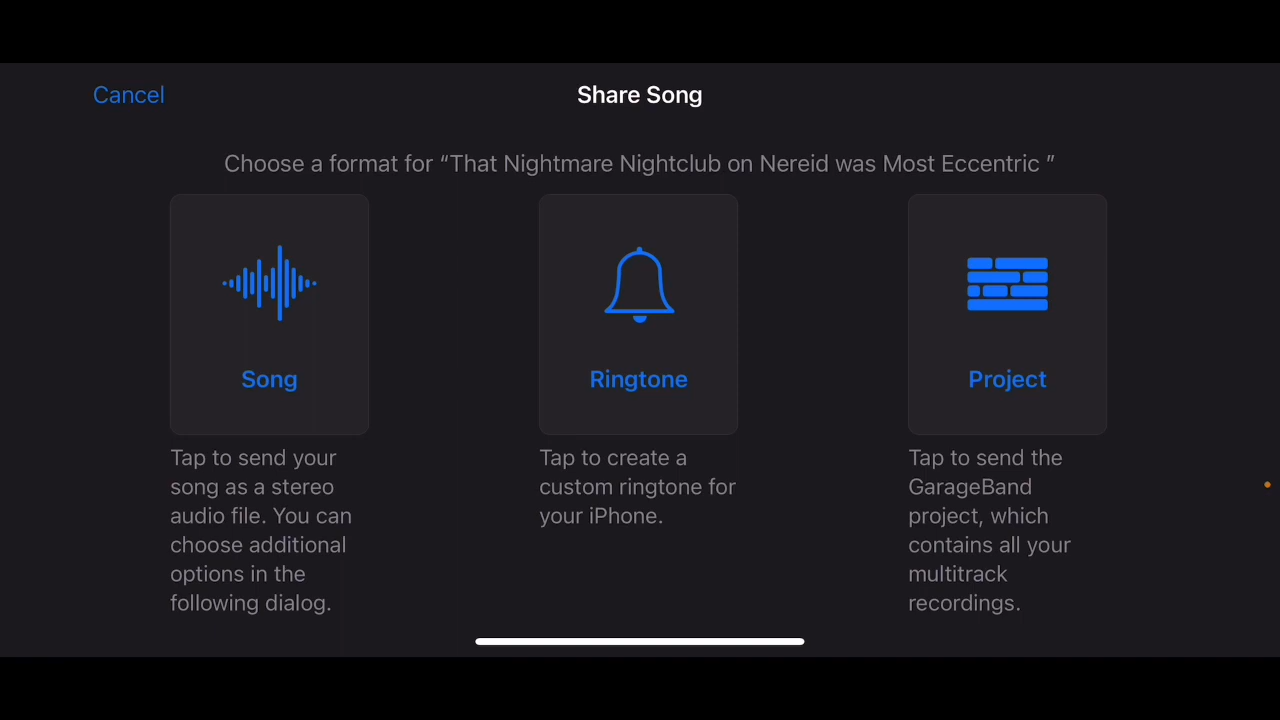 Cancel
Share Song
Choose a format for “That Nightmare Nightclub on Nereid was Most Eccentric ”
Song
Tap to send your
song as a stereo
audio file. You can
choose additional
options in the
following dialog.
Ringtone
Tap to create a
custom ringtone for
your iPhone.
Project
Tap to send the
GarageBand
project, which
contains all your
multitrack
recordings.